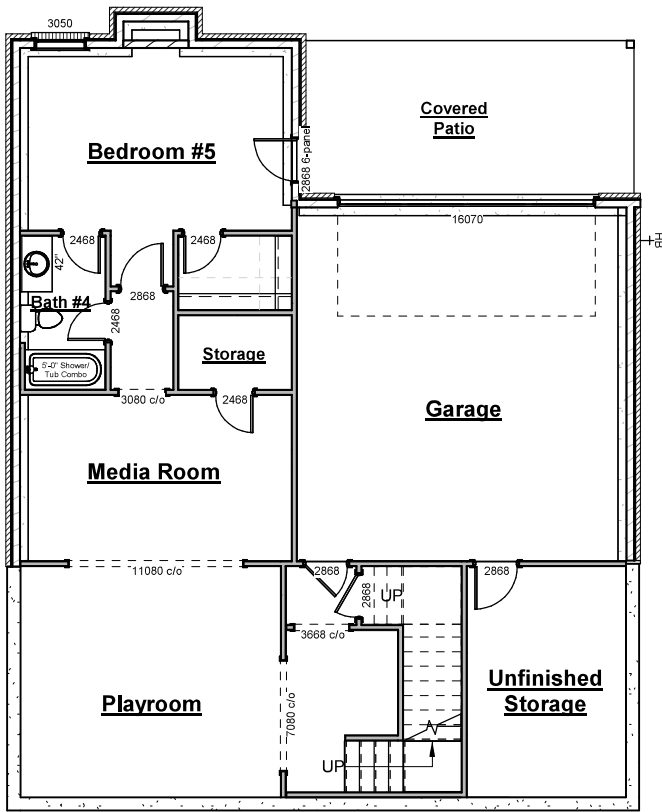 3050
Covered
Patio
Bedroom #5
2868 6-panel
16070
HB
2468
2468
42"
2868
Bath #4
2468
Storage
5'-0" Shower/
Tub Combo
3080 c/o
2468
Garage
Media Room
11080 c/o
2868
2868
2868
UP
3668 c/o
Unfinished
Storage
Playroom
7080 c/o
UP